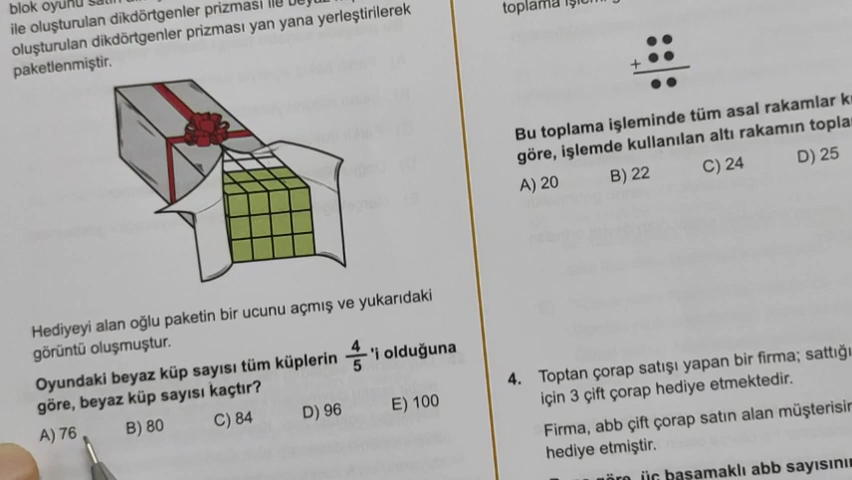 blok oyunu
ile oluşturulan dikdörtgenler prizması ile
oluşturulan dikdörtgenler prizması yan yana yerleştirilerek
paketlenmiştir.
Hediyeyi alan oğlu paketin bir ucunu açmış ve yukarıdaki
görüntü oluşmuştur.
Oyundaki beyaz küp sayısı tüm küplerin 4/5 'i olduğuna
göre, beyaz küp sayısı kaçtır?
A) 76 B) 80 C) 84 D) 96 E) 100
toplama
+
Bu toplama işleminde tüm asal rakamlar
göre, işlemde kullanılan altı rakamın
A) 20 B) 22 C) 24 D) 25
4. Toptan çorap satışı yapan bir firma; sattığı
için 3 çift çorap hediye etmektedir.
Firma, abb çift çorap satın alan
hediye etmiştir.
üç basamaklı abb